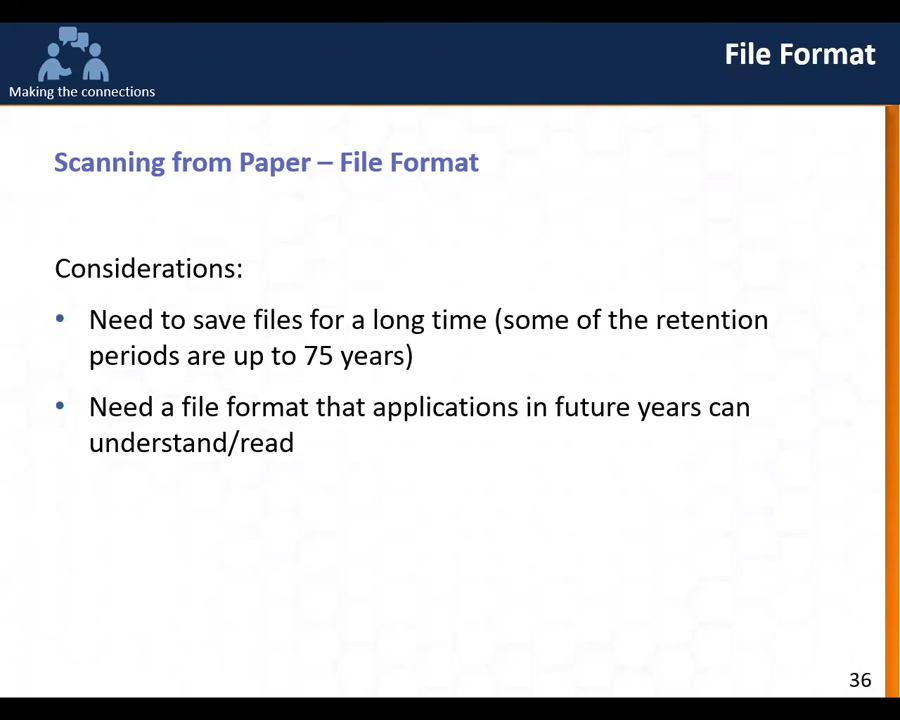 File Format
Making the connections
Scanning from Paper – File Format
Considerations:
• Need to save files for a long time (some of the retention
periods are up to 75 years)
• Need a file format that applications in future years can
understand/read
36